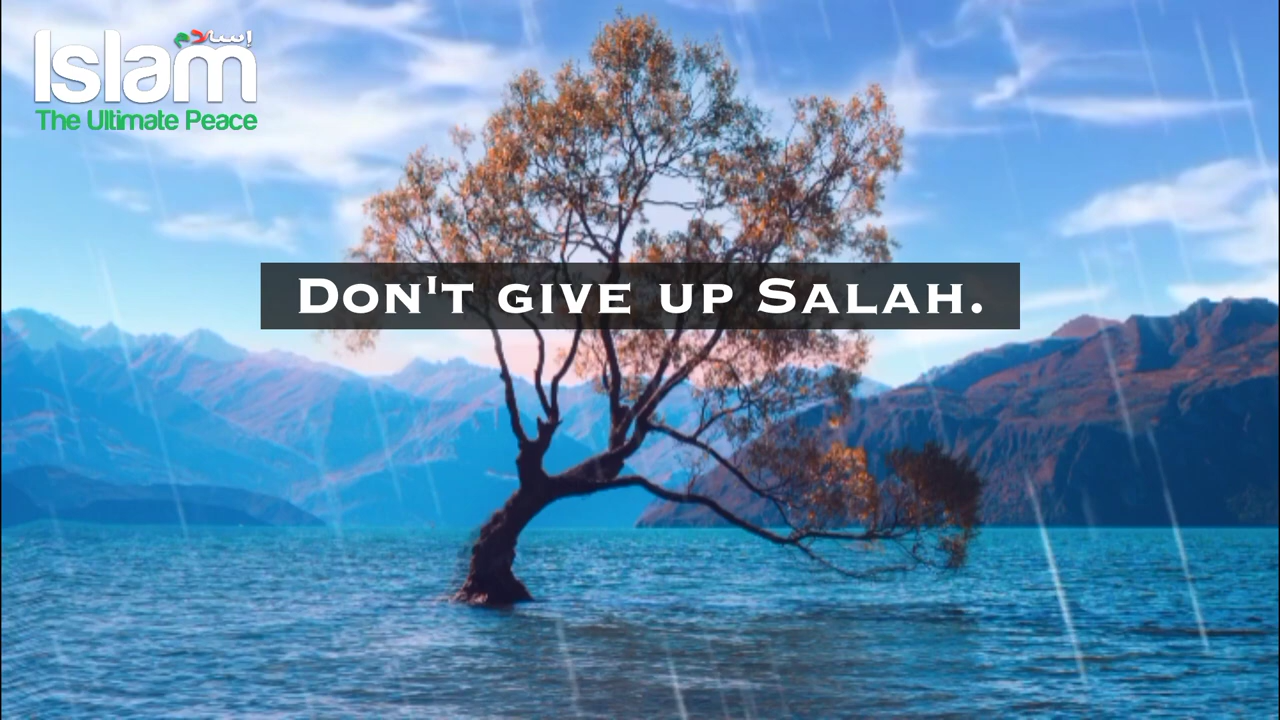 إسلام
Islam
The Ultimate Peace
DON'T GIVE UP SALAH.